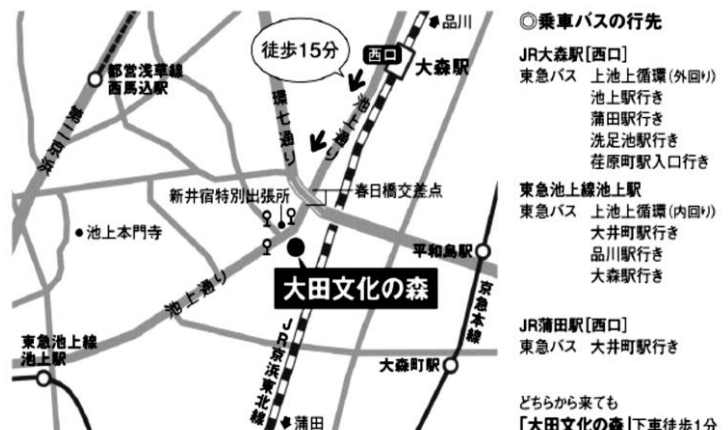 品川
徒歩15分
西口
大森駅
都営浅草線
西馬込駅
第二京浜
環七通り
池上通り
新井宿特別出張所
春日橋交差点
池上本門寺
平和島駅
大田文化の森
池上通り
京急本線
JR京浜東北線
東急池上線
池上駅
大森町駅
蒲田
◎乗車バスの行先
JR大森駅[西口]
東急バス 上池上循環(外回り)
池上駅行き
蒲田駅行き
洗足池駅行き
荏原町駅入口行き
東急池上線池上駅
東急バス 上池上循環(内回り)
大井町駅行き
品川駅行き
大森駅行き
JR蒲田駅[西口]
東急バス 大井町駅行き
どちらから来ても
「大田文化の森」下車徒歩1分